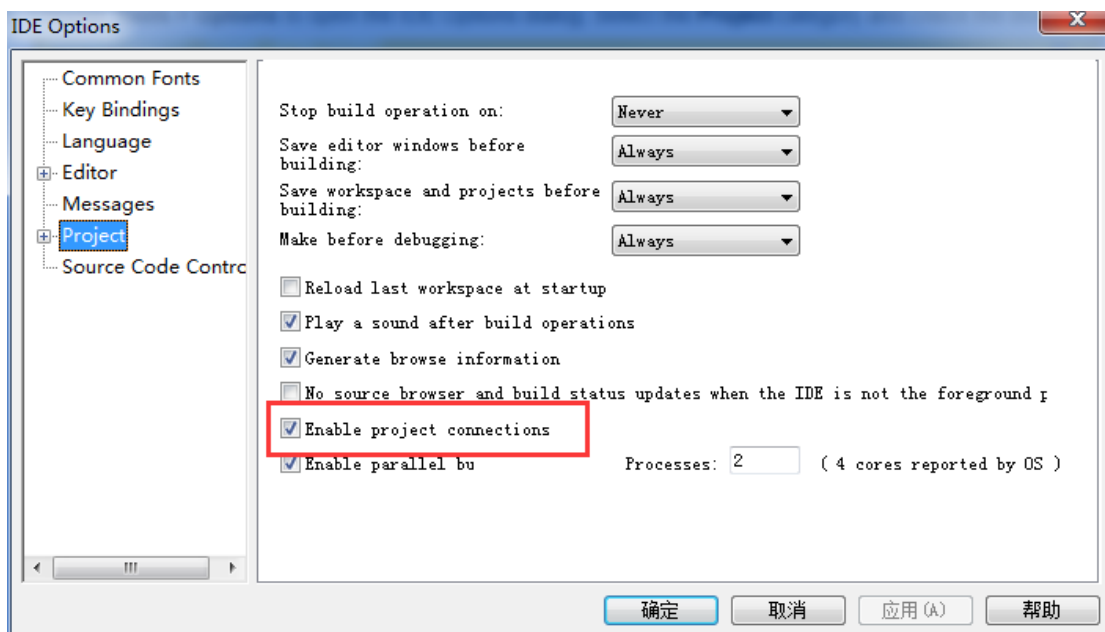 IDE Options
Common Fonts
Key Bindings
Language
Editor
Messages
Project
Source Code Contro
Stop build operation on:
Never
Save editor windows before
building:
Always
Save workspace and projects before
building:
Always
Make before debugging:
Always
Reload last workspace at startup
Play a sound after build operations
Generate browse information
No source browser and build status updates when the IDE is not the foreground p
Enable project connections
Enable parallel bu
Processes: 2 ( 4 cores reported by OS )
确定
取消
应用(A)
帮助